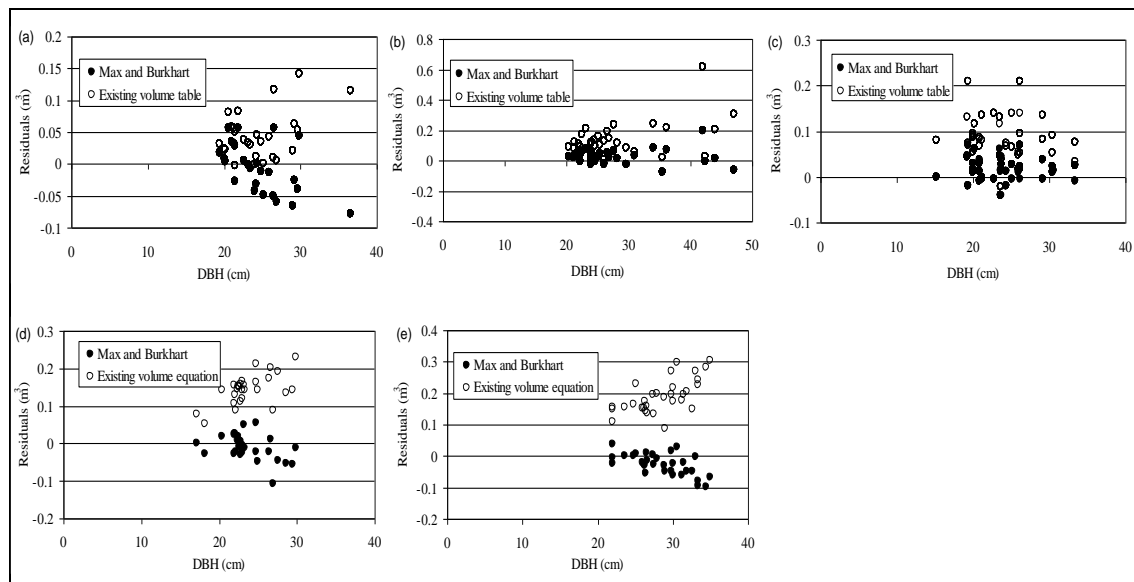 (a)
0.15
0.1
0.05
0
-0.05
-0.1
Residuals (m³)
Max and Burkhart
Existing volume table
0 10 20 30 40
DBH (cm)
(b)
0.8
0.6
0.4
0.2
0
-0.2
-0.4
Residuals (m³)
Max and Burkhart
Existing volume table
0 10 20 30 40 50
DBH (cm)
(c)
0.3
0.2
0.1
0
-0.1
Residuals (m³)
Max and Burkhart
Existing volume table
0 10 20 30 40
DBH (cm)
(d)
0.3
0.2
0.1
0
-0.1
-0.2
Residuals (m³)
Max and Burkhart
Existing volume equation
0 10 20 30 40
DBH (cm)
(e)
0.4
0.3
0.2
0.1
0
-0.1
-0.2
Residuals (m³)
Max and Burkhart
Existing volume equation
0 10 20 30 40
DBH (cm)